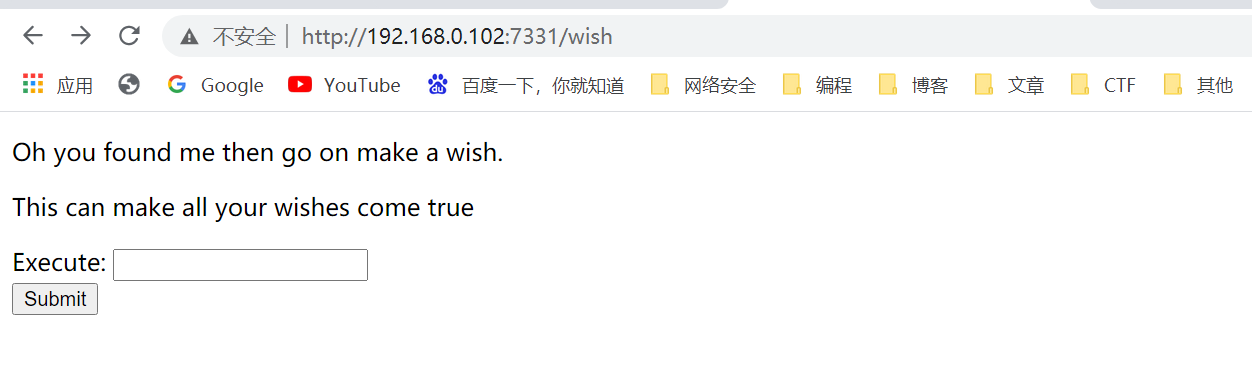 不安全 http://192.168.0.102:7331/wish
应用 Google YouTube 百度一下，你就知道 网络安全 编程 博客 文章 CTF 其他
Oh you found me then go on make a wish.
This can make all your wishes come true
Execute:
Submit